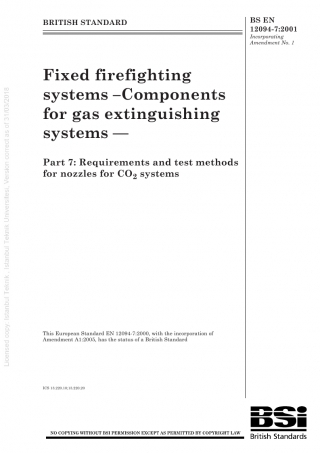 BRITISH STANDARD
BS EN
12094-7:2001
Incorporating
Amendment No. 1
Fixed firefighting
systems –Components
for gas extinguishing
systems —
Part 7: Requirements and test methods
for nozzles for CO2 systems
This European Standard EN 12094-7:2000, with the incorporation of
Amendment A1:2005, has the status of a British Standard
NO COPYING WITHOUT BSI PERMISSION EXCEPT AS PERMITTED BY COPYRIGHT LAW
BSi
British Standards